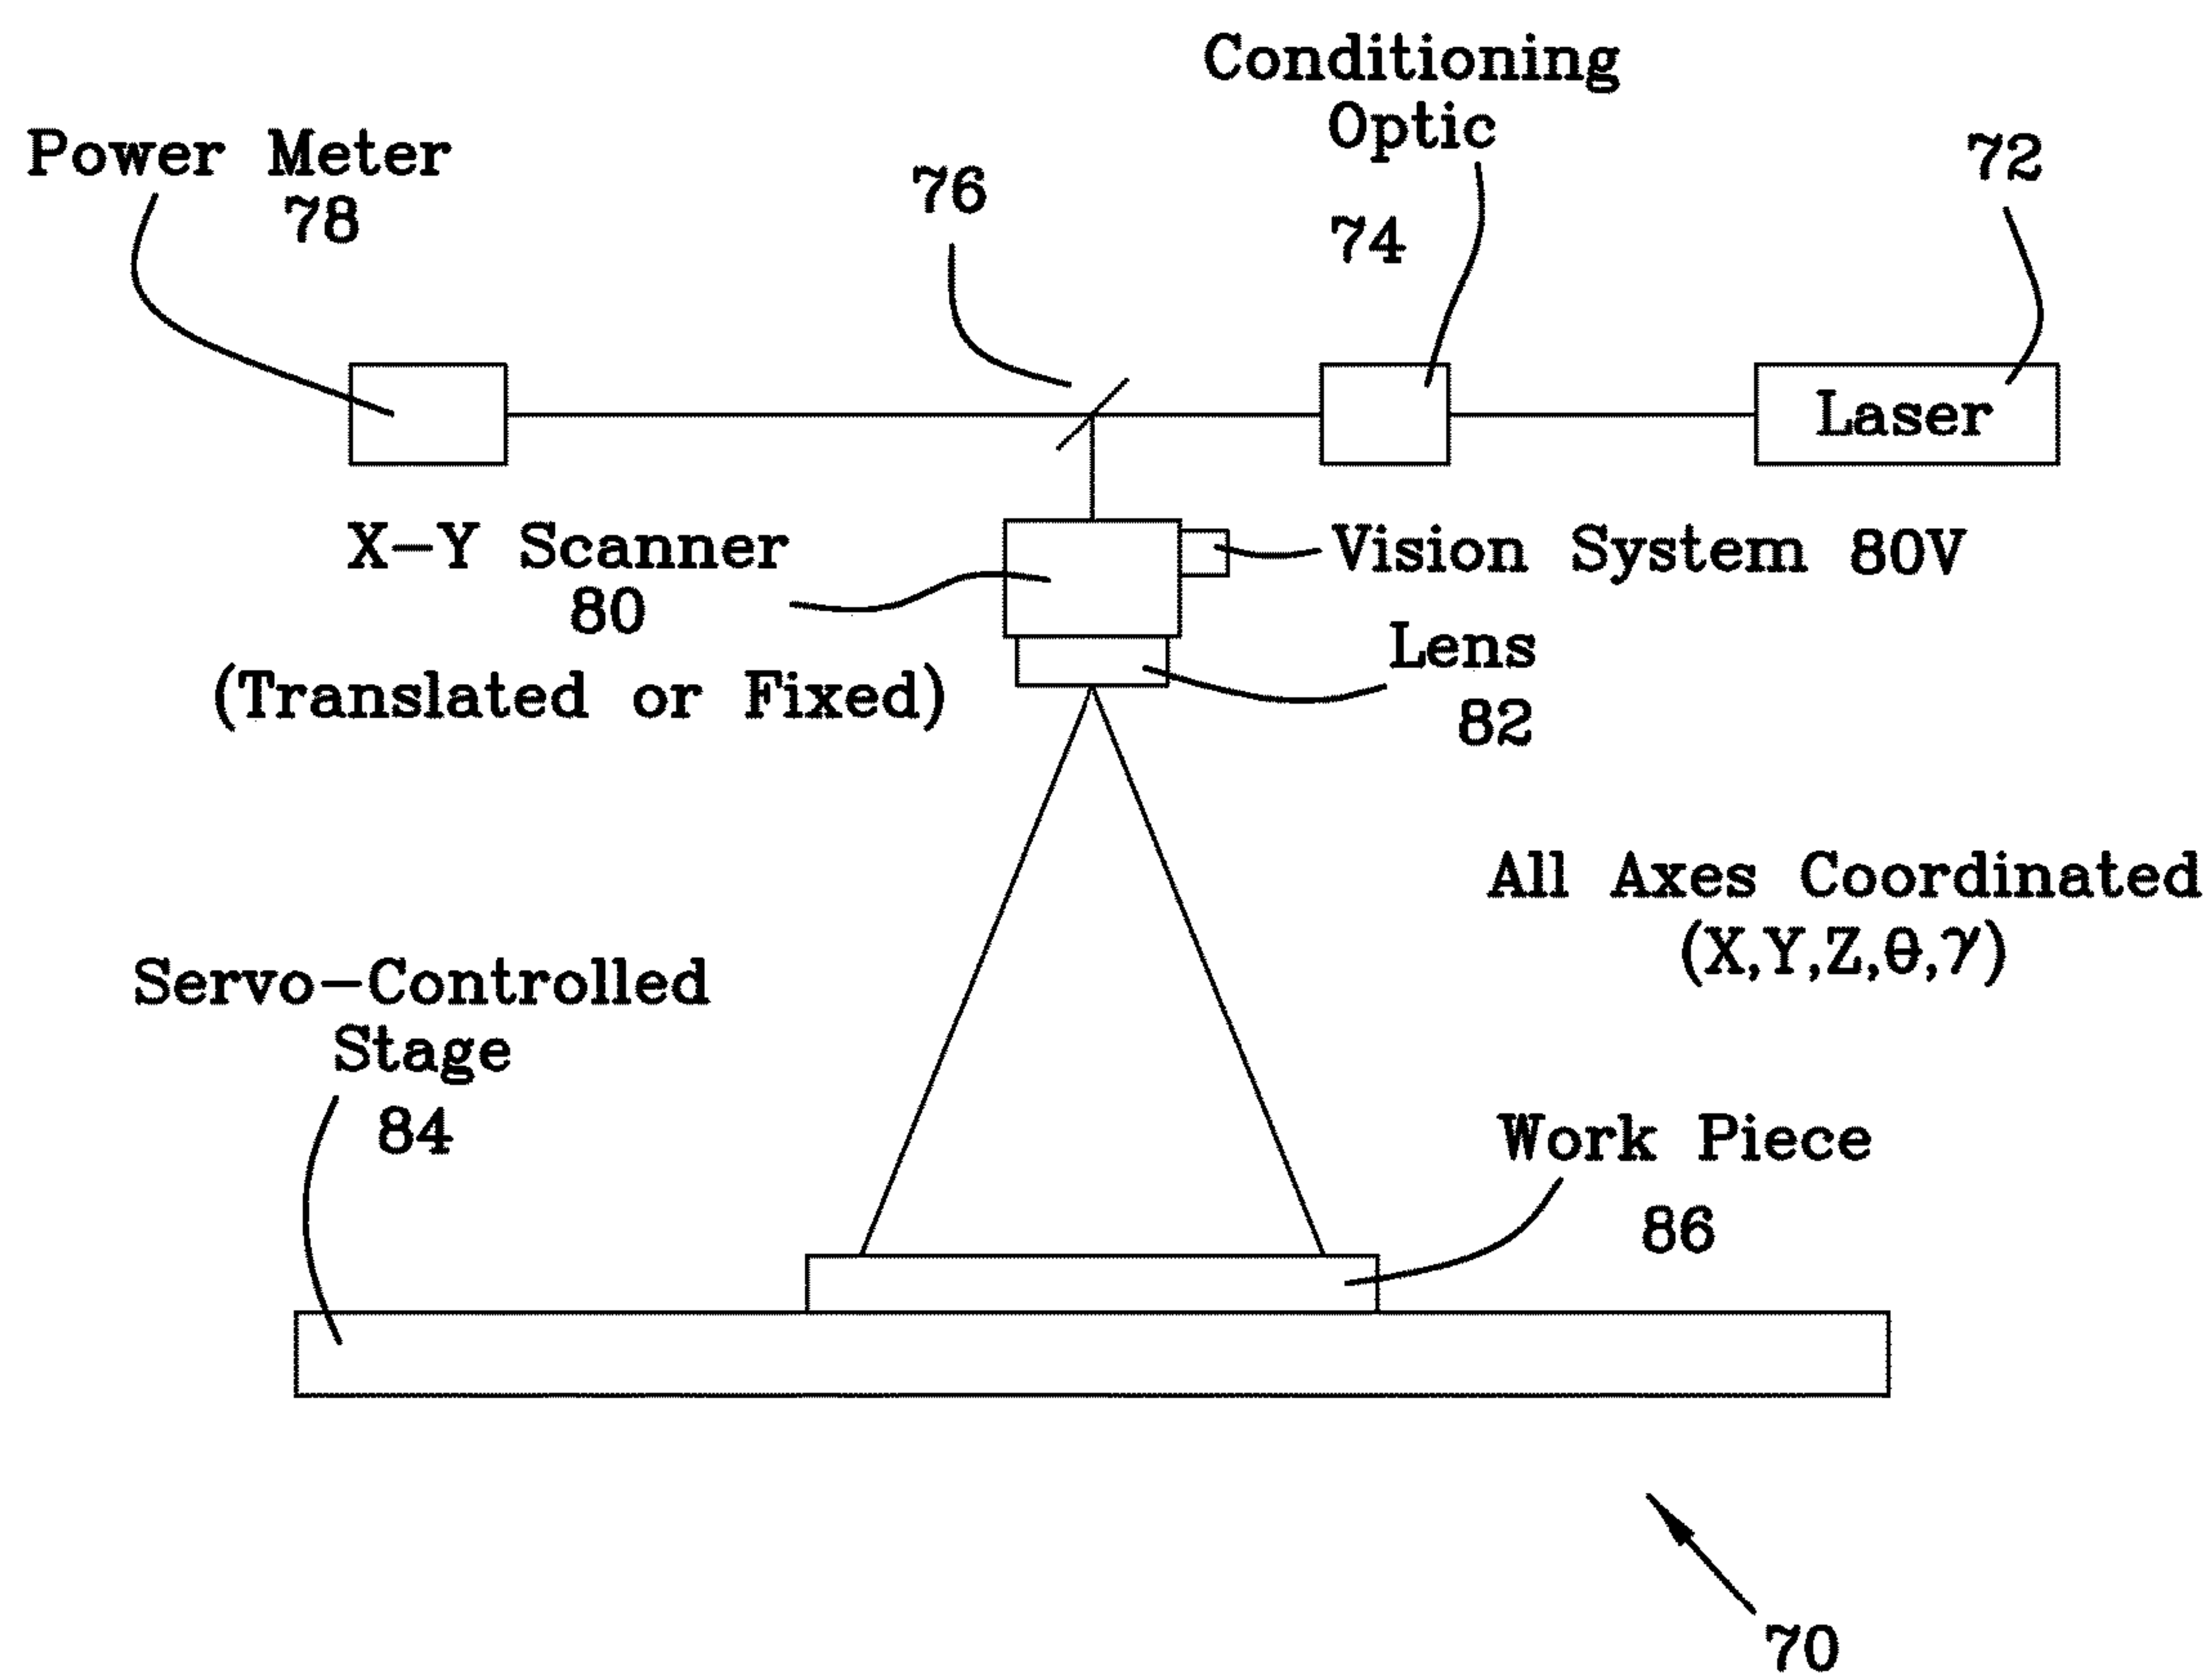 Conditioning
Optic
74
72
Power Meter
78
76
Laser
X-Y Scanner
80
(Translated or Fixed)
Vision System 80V
Lens
82
All Axes Coordinated
(X,Y,Z,θ,γ)
Servo-Controlled
Stage
84
Work Piece
86
70